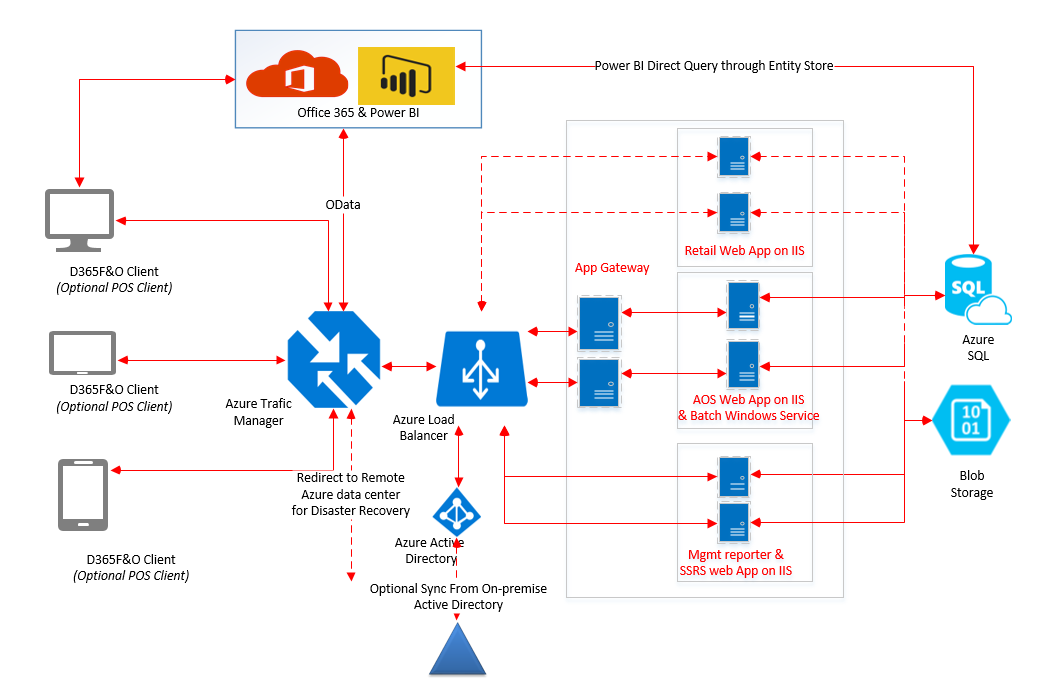 Power BI Direct Query through Entity Store
Office 365 & Power BI
OData
D365F&O Client
(Optional POS Client)
Retail Web App on IIS
App Gateway
SQL
Azure
SQL
D365F&O Client
(Optional POS Client)
Azure Trafic
Manager
Azure Load
Balancer
AOS Web App on IIS
& Batch Windows Service
10
01
Blob
Storage
Redirect to Remote
Azure data center
for Disaster Recovery
D365F&O Client
(Optional POS Client)
Azure Active
Directory
Mgmt reporter &
SSRS web App on IIS
Optional Sync From On-premise
Active Directory